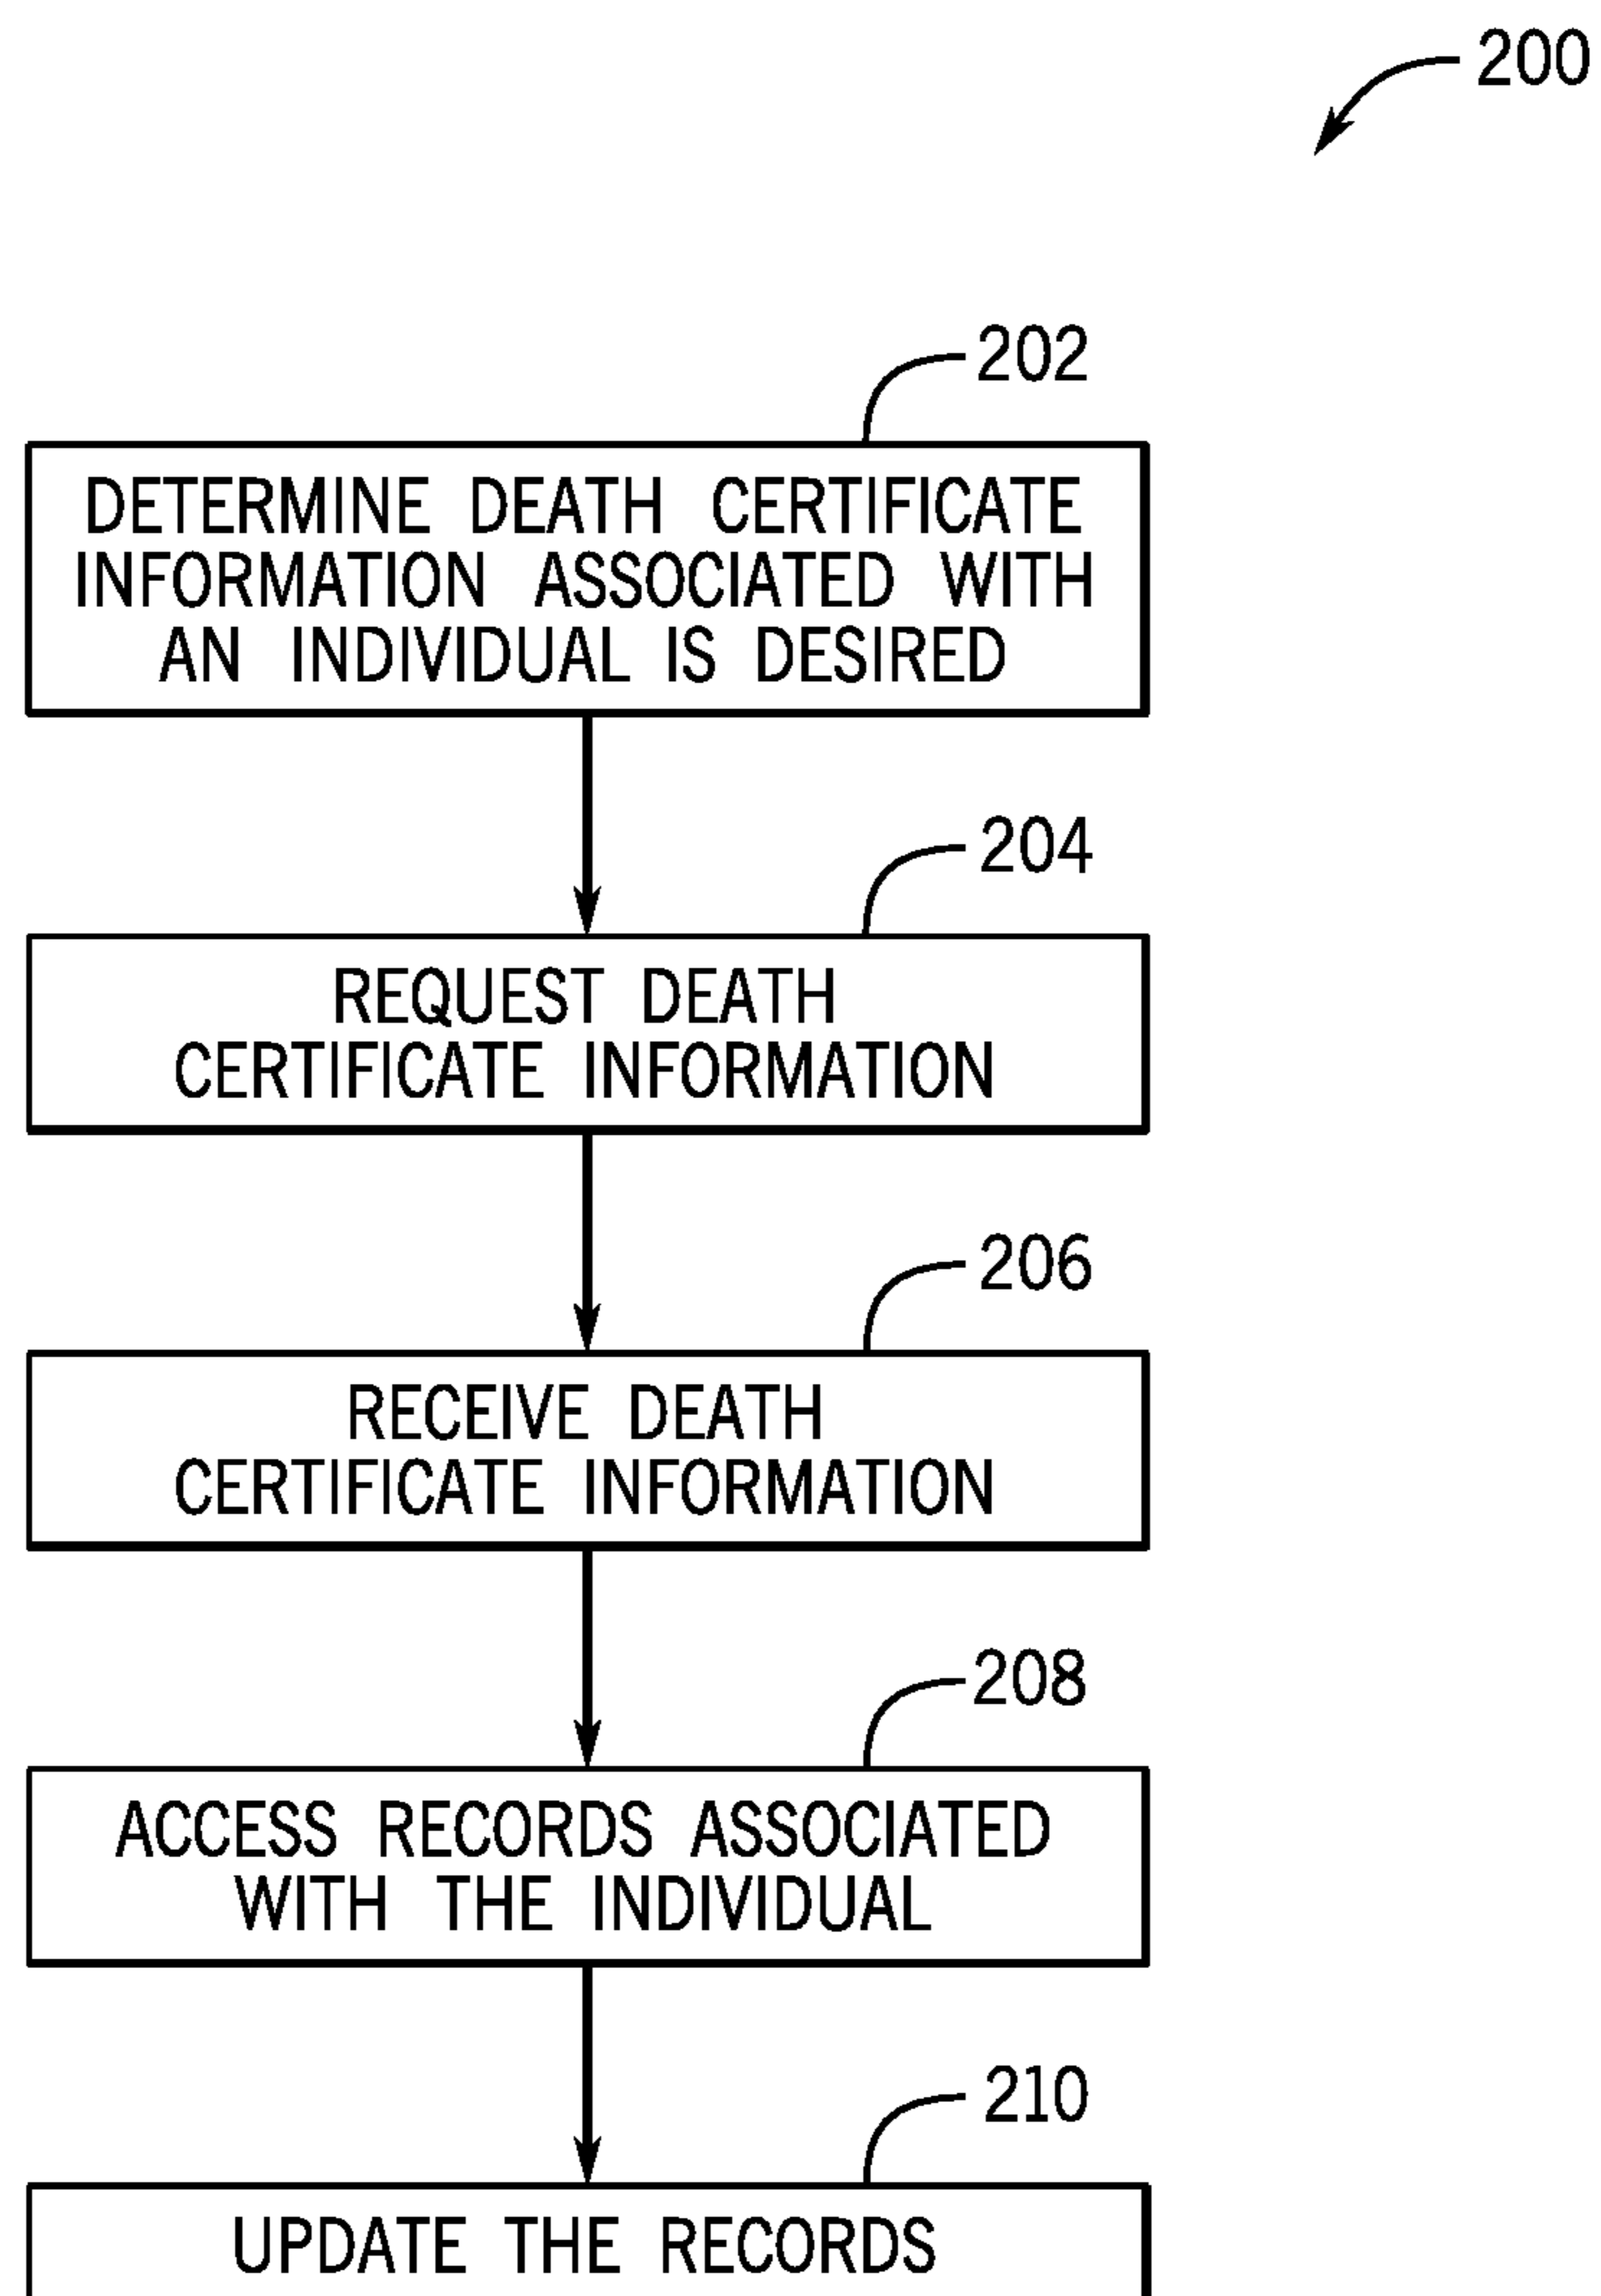 200
202
DETERMINE DEATH CERTIFICATE
INFORMATION ASSOCIATED WITH
AN INDIVIDUAL IS DESIRED
204
REQUEST DEATH
CERTIFICATE INFORMATION
206
RECEIVE DEATH
CERTIFICATE INFORMATION
208
ACCESS RECORDS ASSOCIATED
WITH THE INDIVIDUAL
210
UPDATE THE RECORDS